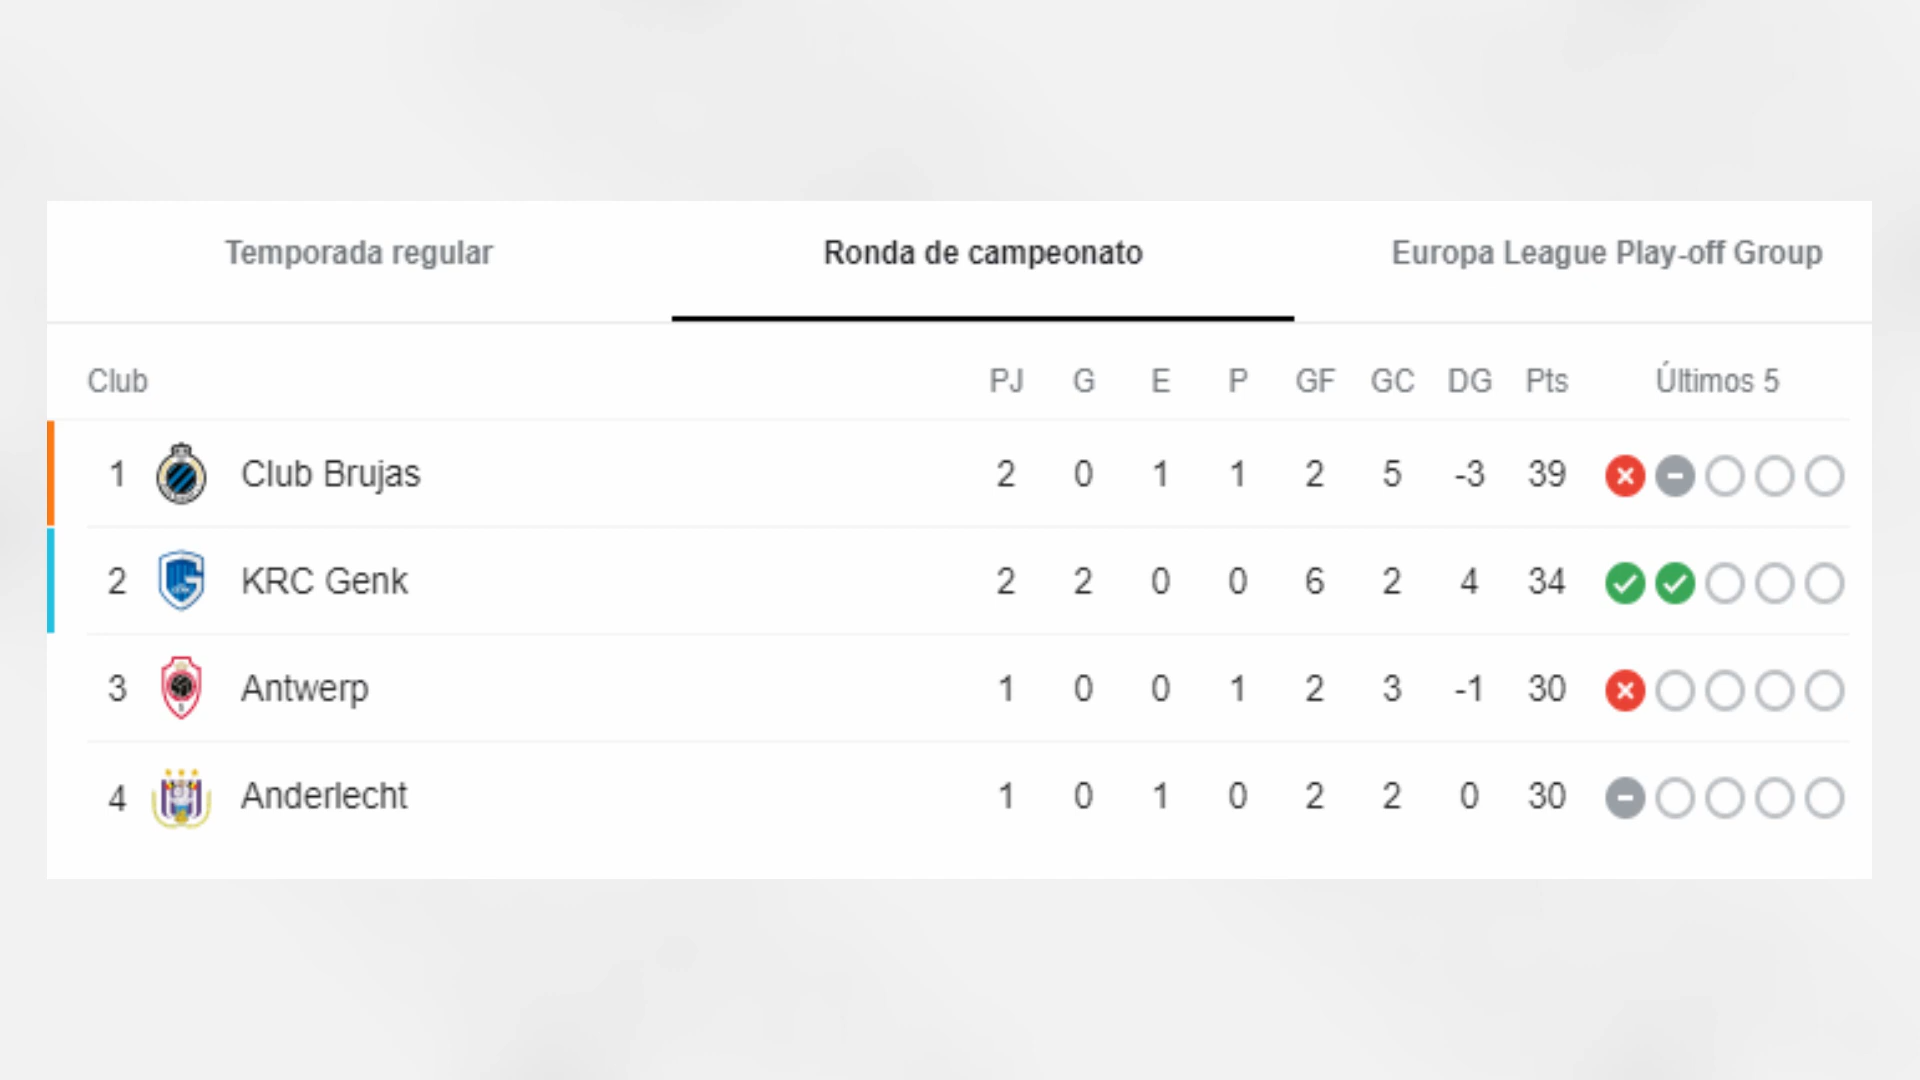 Temporada regular Ronda de campeonato Europa League Play-off Group
Club PJ G E P GF GC DG Pts Últimos 5
1 Club Brujas 2 0 1 1 2 5 -3 39
2 KRC Genk 2 2 0 0 6 2 4 34
3 Antwerp 1 0 0 1 2 3 -1 30
4 Anderlecht 1 0 1 0 2 2 0 30